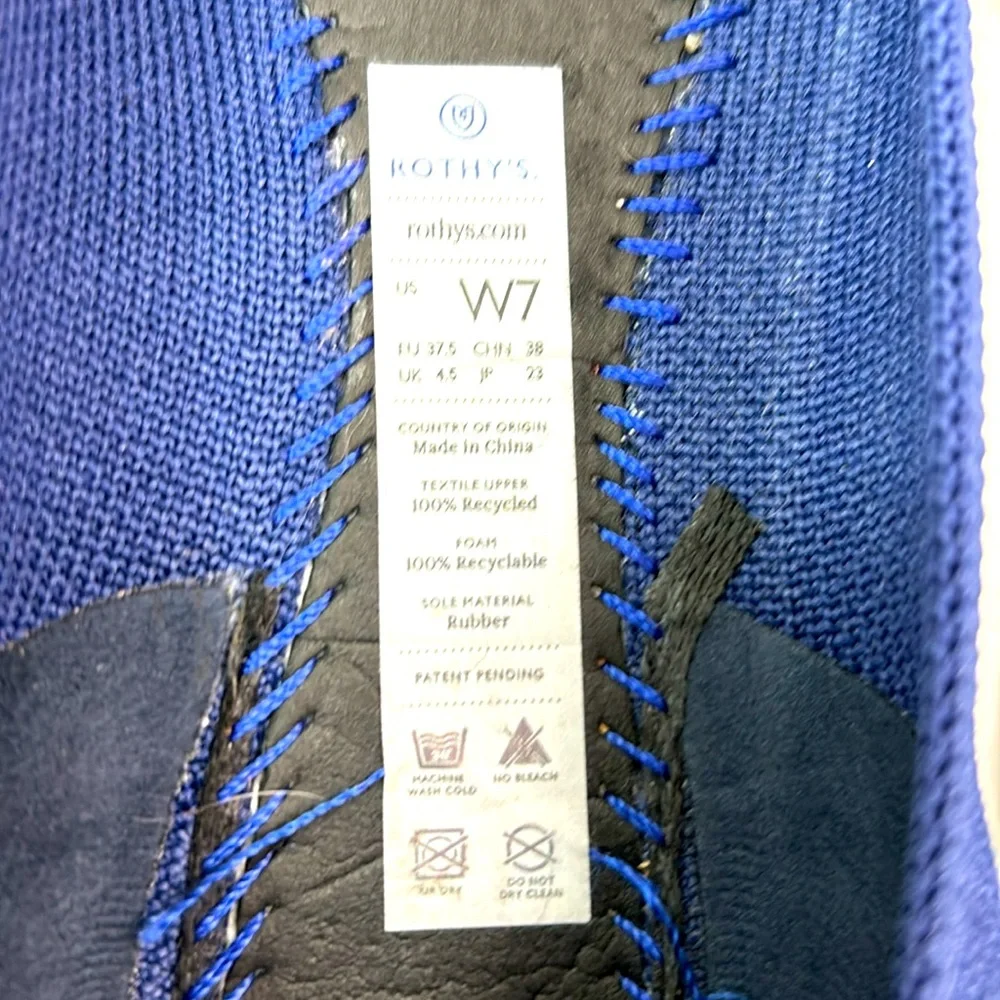 ROTHY'S.
rothys.com
US W7
EU 37.5 CHN 38
UK 4.5 JP 23
COUNTRY OF ORIGIN
Made in China
TEXTILE UPPER
100% Recycled
FOAM
100% Recyclable
SOLE MATERIAL
Rubber
PATENT PENDING
MACHINE NO BLEACH
WASH COLD
AIR DRY DO NOT
DRY CLEAN